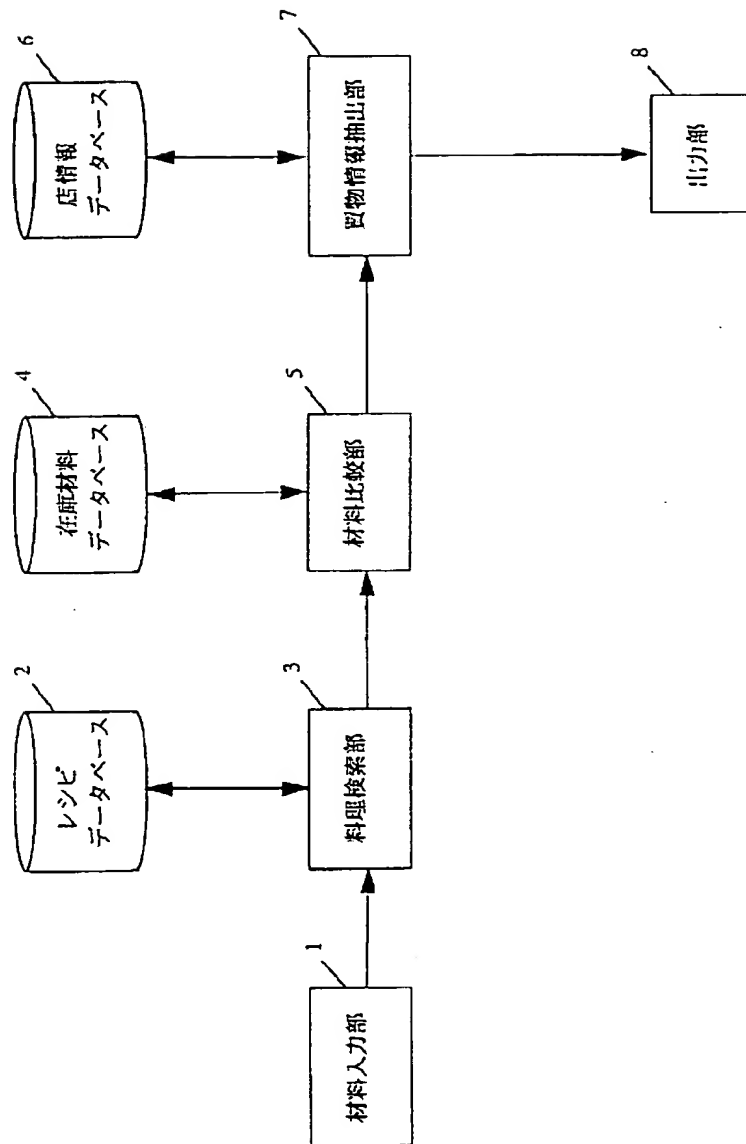 1
材料入力部
2
レシピ
データベース
3
料理検索部
4
在庫材料
データベース
5
材料比較部
6
店情報
データベース
7
買物情報抽出部
8
出力部